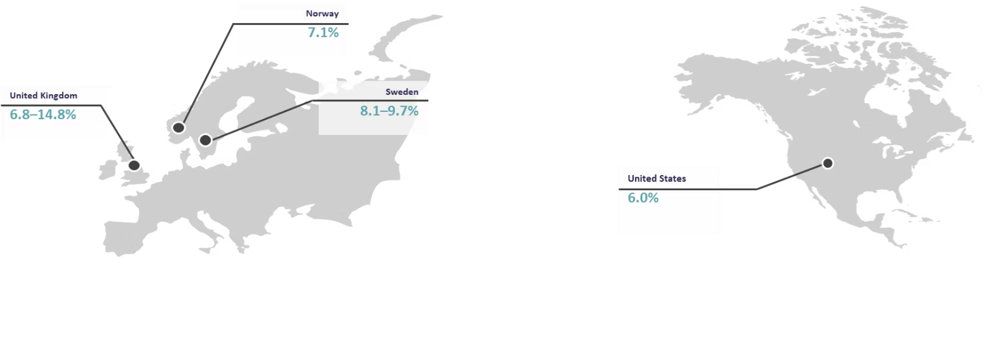 Norway
7.1%
United Kingdom
6.8–14.8%
Sweden
8.1–9.7%
United States
6.0%